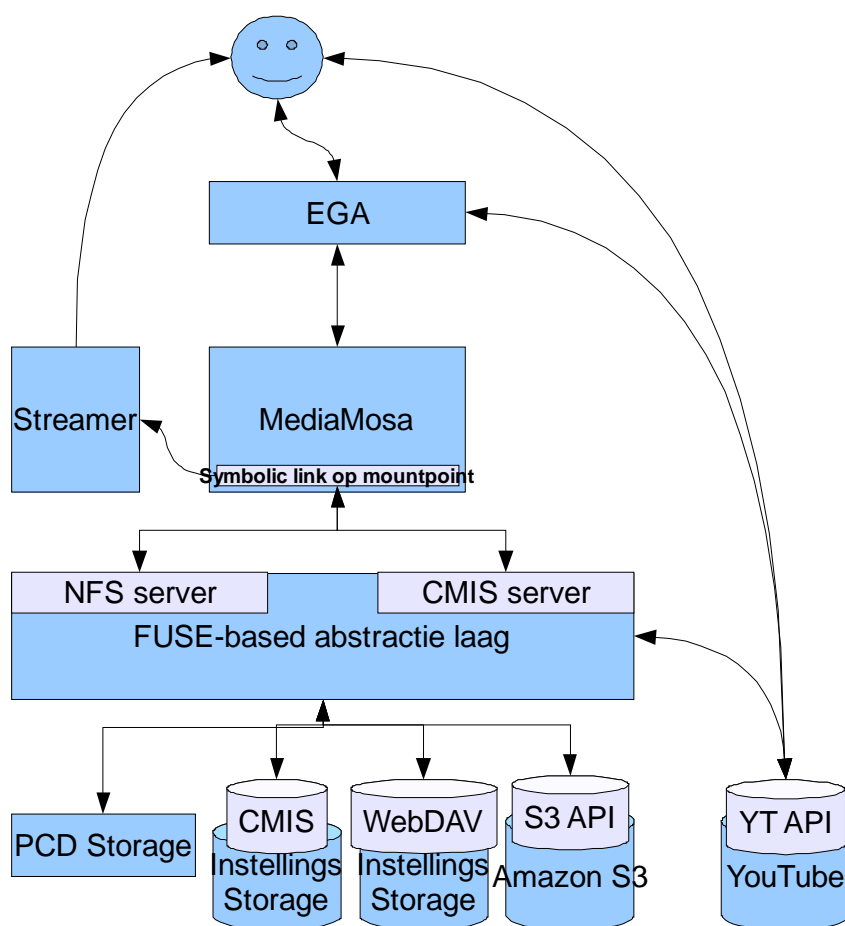 EGA
Streamer
MediaMosa
Symbolic link op mountpoint
NFS server
CMIS server
FUSE-based abstractie laag
PCD Storage
CMIS
Instellings
Storage
WebDAV
Instellings
Storage
S3 API
Amazon S3
YT API
YouTube